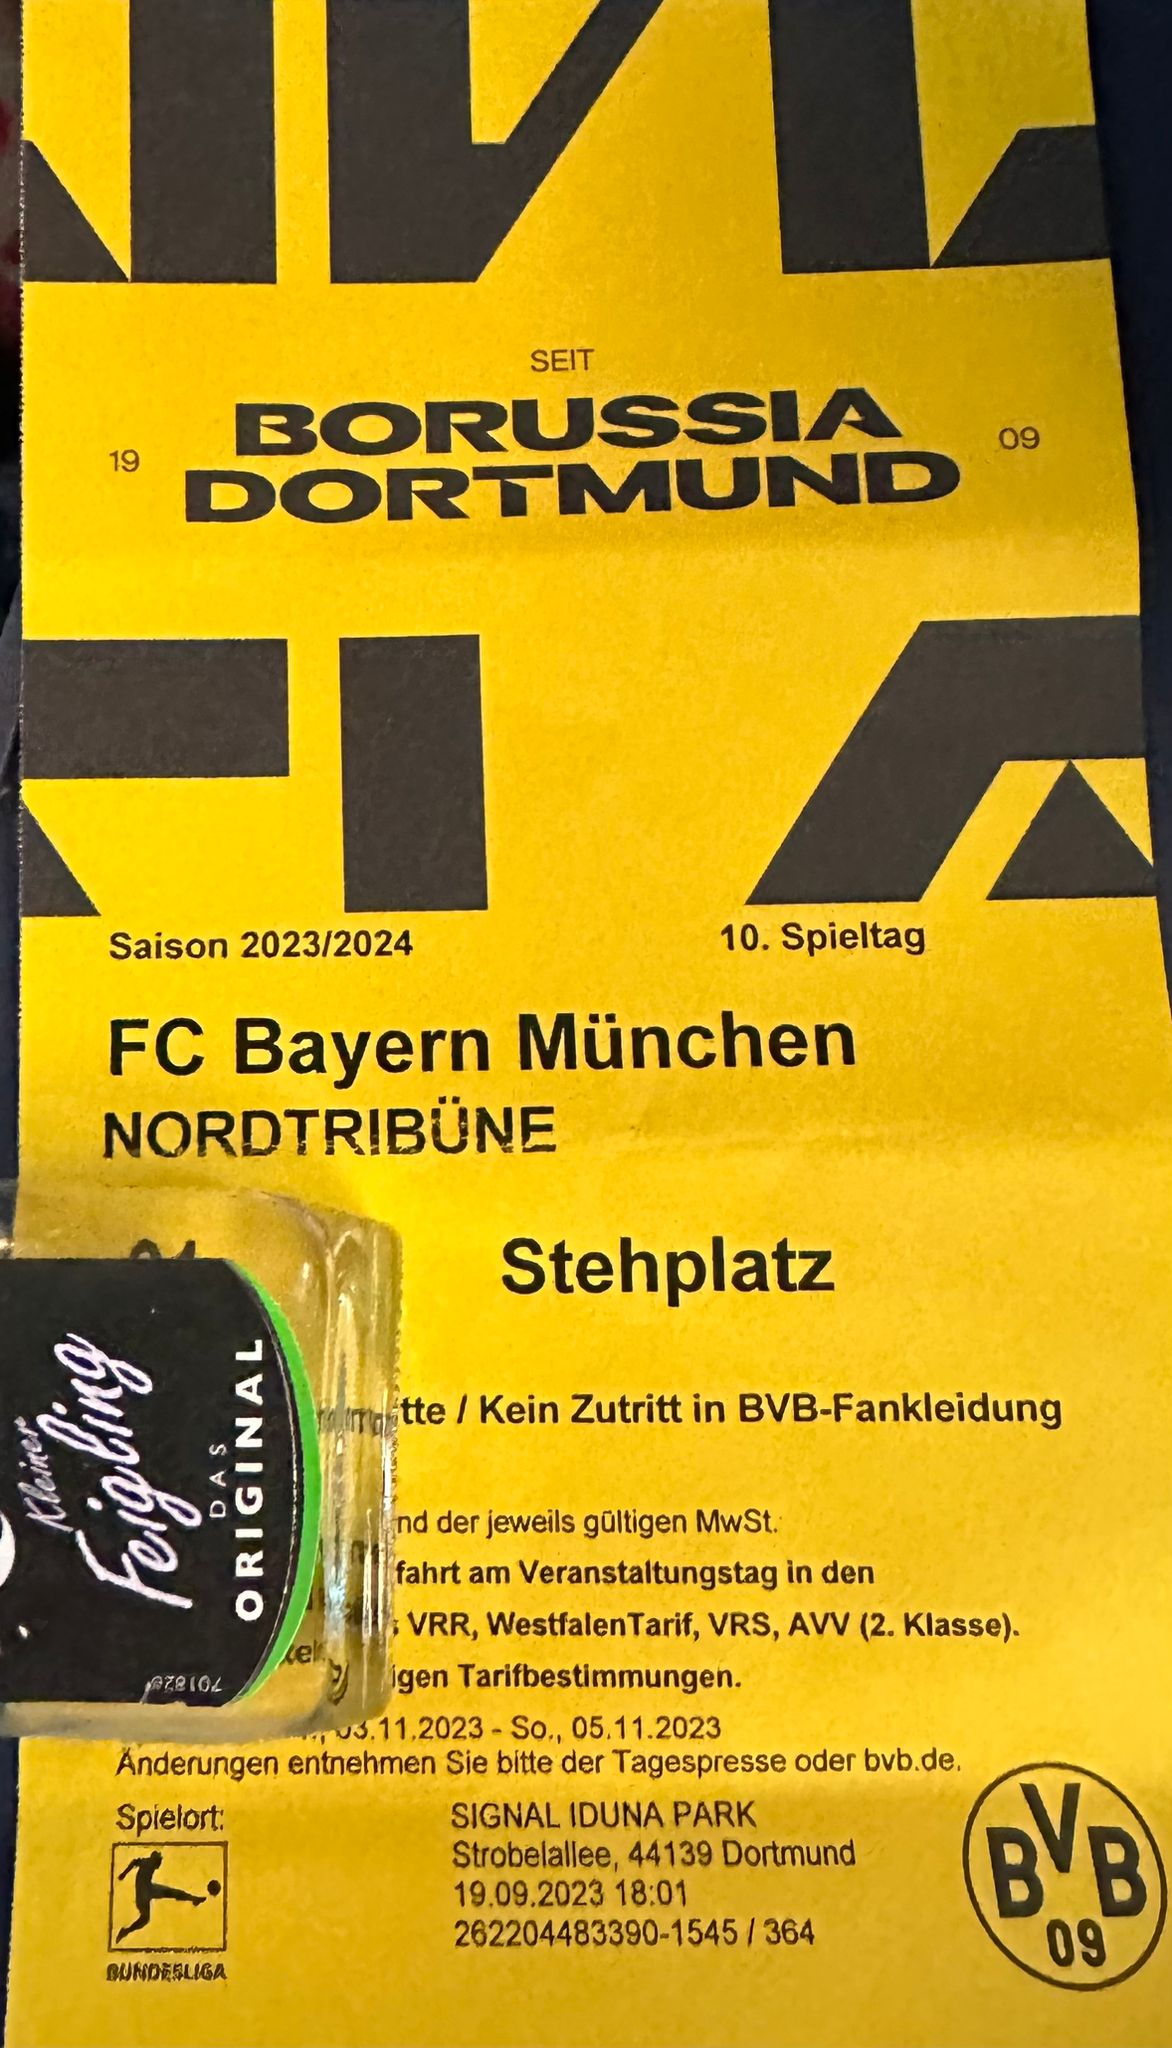 SEIT
19 BORUSSIA 09
DORTMUND
Saison 2023/2024 10. Spieltag
FC Bayern München
NORDTRIBÜNE
Stehplatz
tte / Kein Zutritt in BVB-Fankleidung
nd der jeweils gültigen MwSt.
fahrt am Veranstaltungstag in den
VRR, WestfalenTarif, VRS, AVV (2. Klasse).
igen Tarifbestimmungen.
03.11.2023 - So., 05.11.2023
Änderungen entnehmen Sie bitte der Tagespresse oder bvb.de.
Spielort: SIGNAL IDUNA PARK
Strobelallee, 44139 Dortmund
19.09.2023 18:01
262204483390-1545 / 364
BUNDESLIGA
BVB
09
Kleiner
Feigling
DAS
ORIGINAL